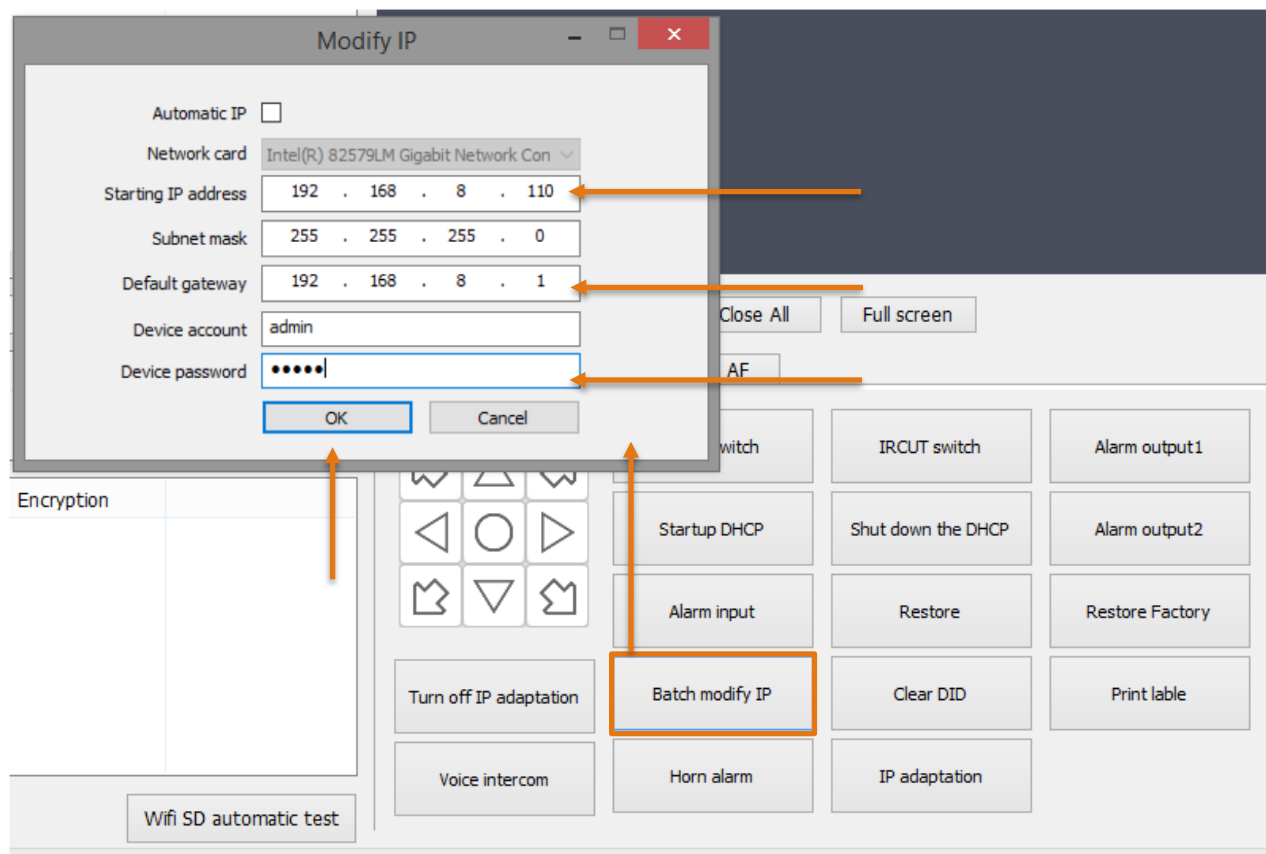 Modify IP
Automatic IP
Network card Intel(R) 82579LM Gigabit Network Con
Starting IP address 192 . 168 . 8 . 110
Subnet mask 255 . 255 . 255 . 0
Default gateway 192 . 168 . 8 . 1
Device account admin
Device password •••••
OK Cancel
Close All Full screen
AF
witch IRCUT switch Alarm output1
Encryption
Startup DHCP Shut down the DHCP Alarm output2
Alarm input Restore Restore Factory
Turn off IP adaptation Batch modify IP Clear DID Print lable
Voice intercom Horn alarm IP adaptation
Wifi SD automatic test